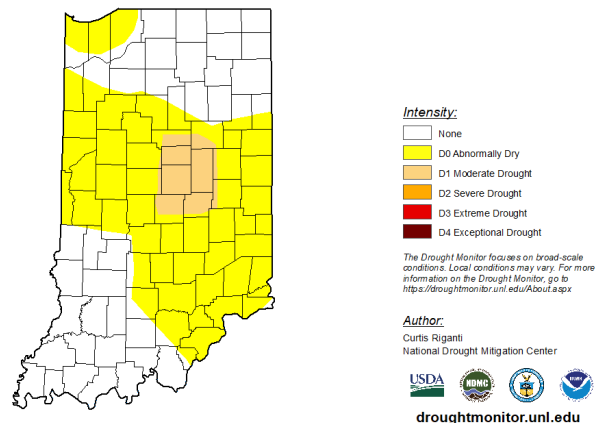 Intensity:
None
D0 Abnormally Dry
D1 Moderate Drought
D2 Severe Drought
D3 Extreme Drought
D4 Exceptional Drought
The Drought Monitor focuses on broad-scale
conditions. Local conditions may vary. For more
information on the Drought Monitor, go to
https://droughtmonitor.unl.edu/About.aspx
Author:
Curtis Riganti
National Drought Mitigation Center
USDA
NDMC
droughtmonitor.unl.edu